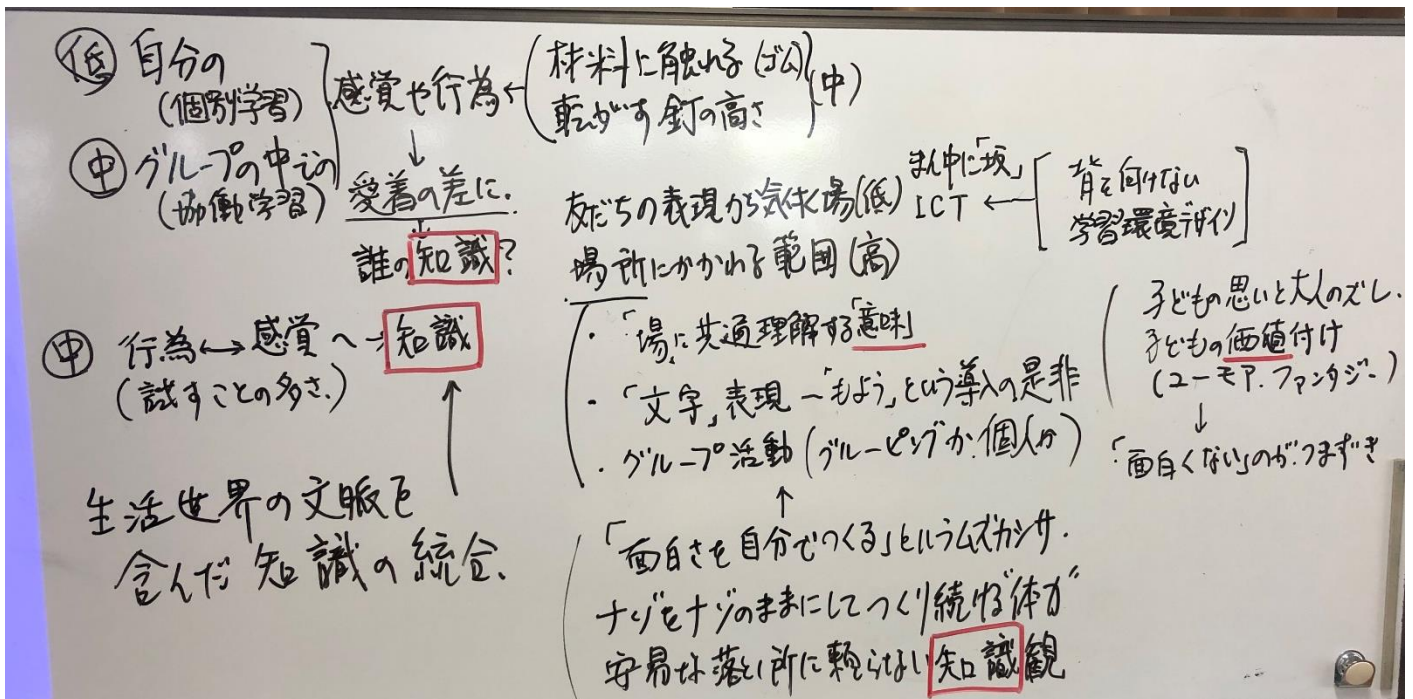 低 自分の
(個別学習)
中 グループの中での
(協働学習)
感覚や行為 ←
材料に触れる(ゴム)
転がす 釘の高さ
(中)
↓
愛着の差に.
↓
誰の知識?
中 行為↔感覚へ→知識
(試すことの多さ.)
生活世界の文脈を
含んだ知識の統合.
友だちの表現から気付く場(低)
場所にかかわる範囲(高)
まん中に「坂」
ICT ←
背を向けない
学習環境デザイン
・「場」に共通理解する「意味」
・「文字」表現―「もよう」という導入の是非
・グループ活動(グルーピングか.個人か)
↑
「面白さを自分でつくる」というムズカシサ.
ナゾをナゾのままにしてつくり続ける"体力"
安易な落とし所に頼らない知識観
子どもの思いと大人のズレ.
子どもの価値付け
(ユーモア.ファンタジー)
↓
「面白くない」のが.つまずき